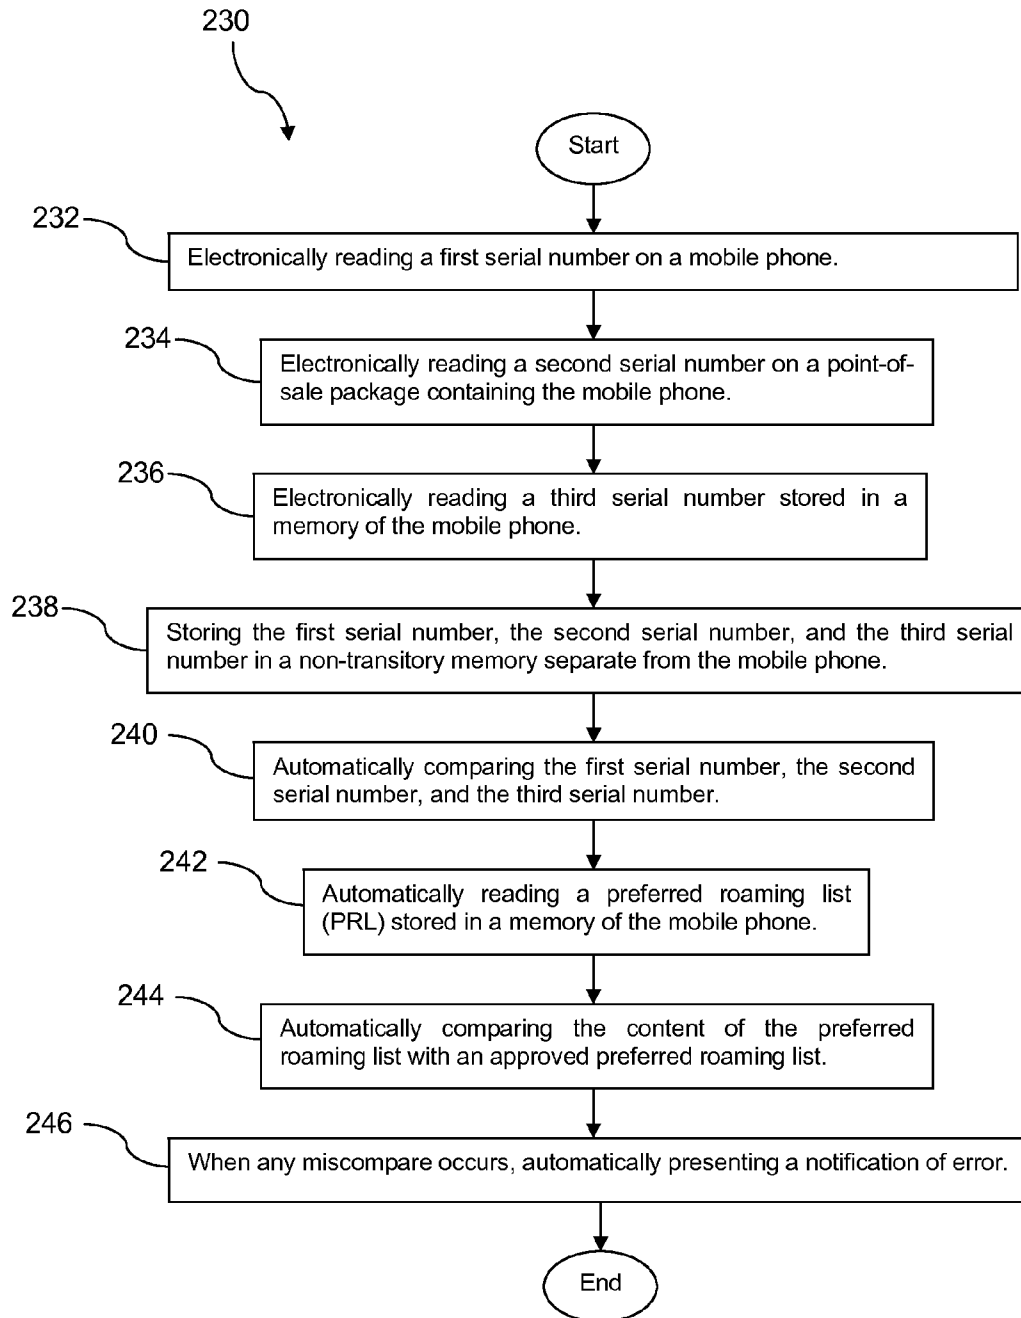 230
Start
232
Electronically reading a first serial number on a mobile phone.
234
Electronically reading a second serial number on a point-of-
sale package containing the mobile phone.
236
Electronically reading a third serial number stored in a
memory of the mobile phone.
238
Storing the first serial number, the second serial number, and the third serial
number in a non-transitory memory separate from the mobile phone.
240
Automatically comparing the first serial number, the second
serial number, and the third serial number.
242
Automatically reading a preferred roaming list
(PRL) stored in a memory of the mobile phone.
244
Automatically comparing the content of the preferred
roaming list with an approved preferred roaming list.
246
When any miscompare occurs, automatically presenting a notification of error.
End